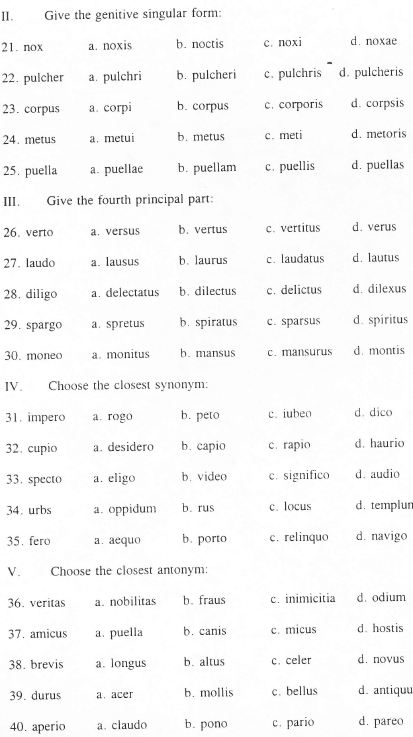 II. Give the genitive singular form:
21. nox a. noxis b. noctis c. noxi d. noxae
22. pulcher a. pulchri b. pulcheri c. pulchris d. pulcheris
23. corpus a. corpi b. corpus c. corporis d. corpsis
24. metus a. metui b. metus c. meti d. metoris
25. puella a. puellae b. puellam c. puellis d. puellas
III. Give the fourth principal part:
26. verto a. versus b. vertus c. vertitus d. verus
27. laudo a. lausus b. laurus c. laudatus d. lautus
28. diligo a. delectatus b. dilectus c. delictus d. dilexus
29. spargo a. spretus b. spiratus c. sparsus d. spiritus
30. moneo a. monitus b. mansus c. mansurus d. montis
IV. Choose the closest synonym:
31. impero a. rogo b. peto c. iubeo d. dico
32. cupio a. desidero b. capio c. rapio d. haurio
33. specto a. eligo b. video c. significo d. audio
34. urbs a. oppidum b. rus c. locus d. templun
35. fero a. aequo b. porto c. relinquo d. navigo
V. Choose the closest antonym:
36. veritas a. nobilitas b. fraus c. inimicitia d. odium
37. amicus a. puella b. canis c. micus d. hostis
38. brevis a. longus b. altus c. celer d. novus
39. durus a. acer b. mollis c. bellus d. antiquu
40. aperio a. claudo b. pono c. pario d. pareo